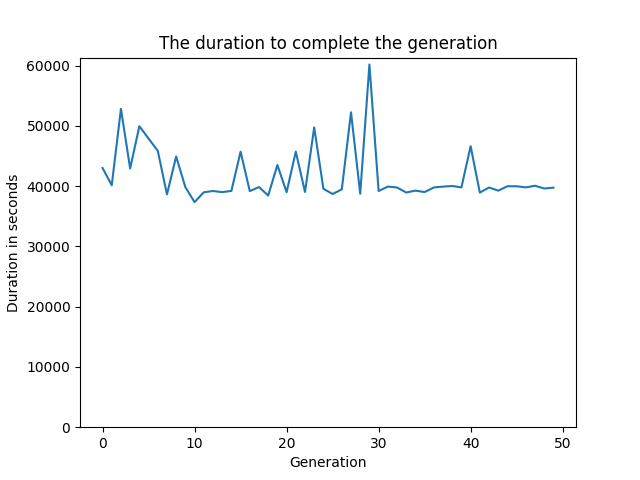 The duration to complete the generation
60000
50000
40000
30000
20000
10000
0
Duration in seconds
0 10 20 30 40 50
Generation